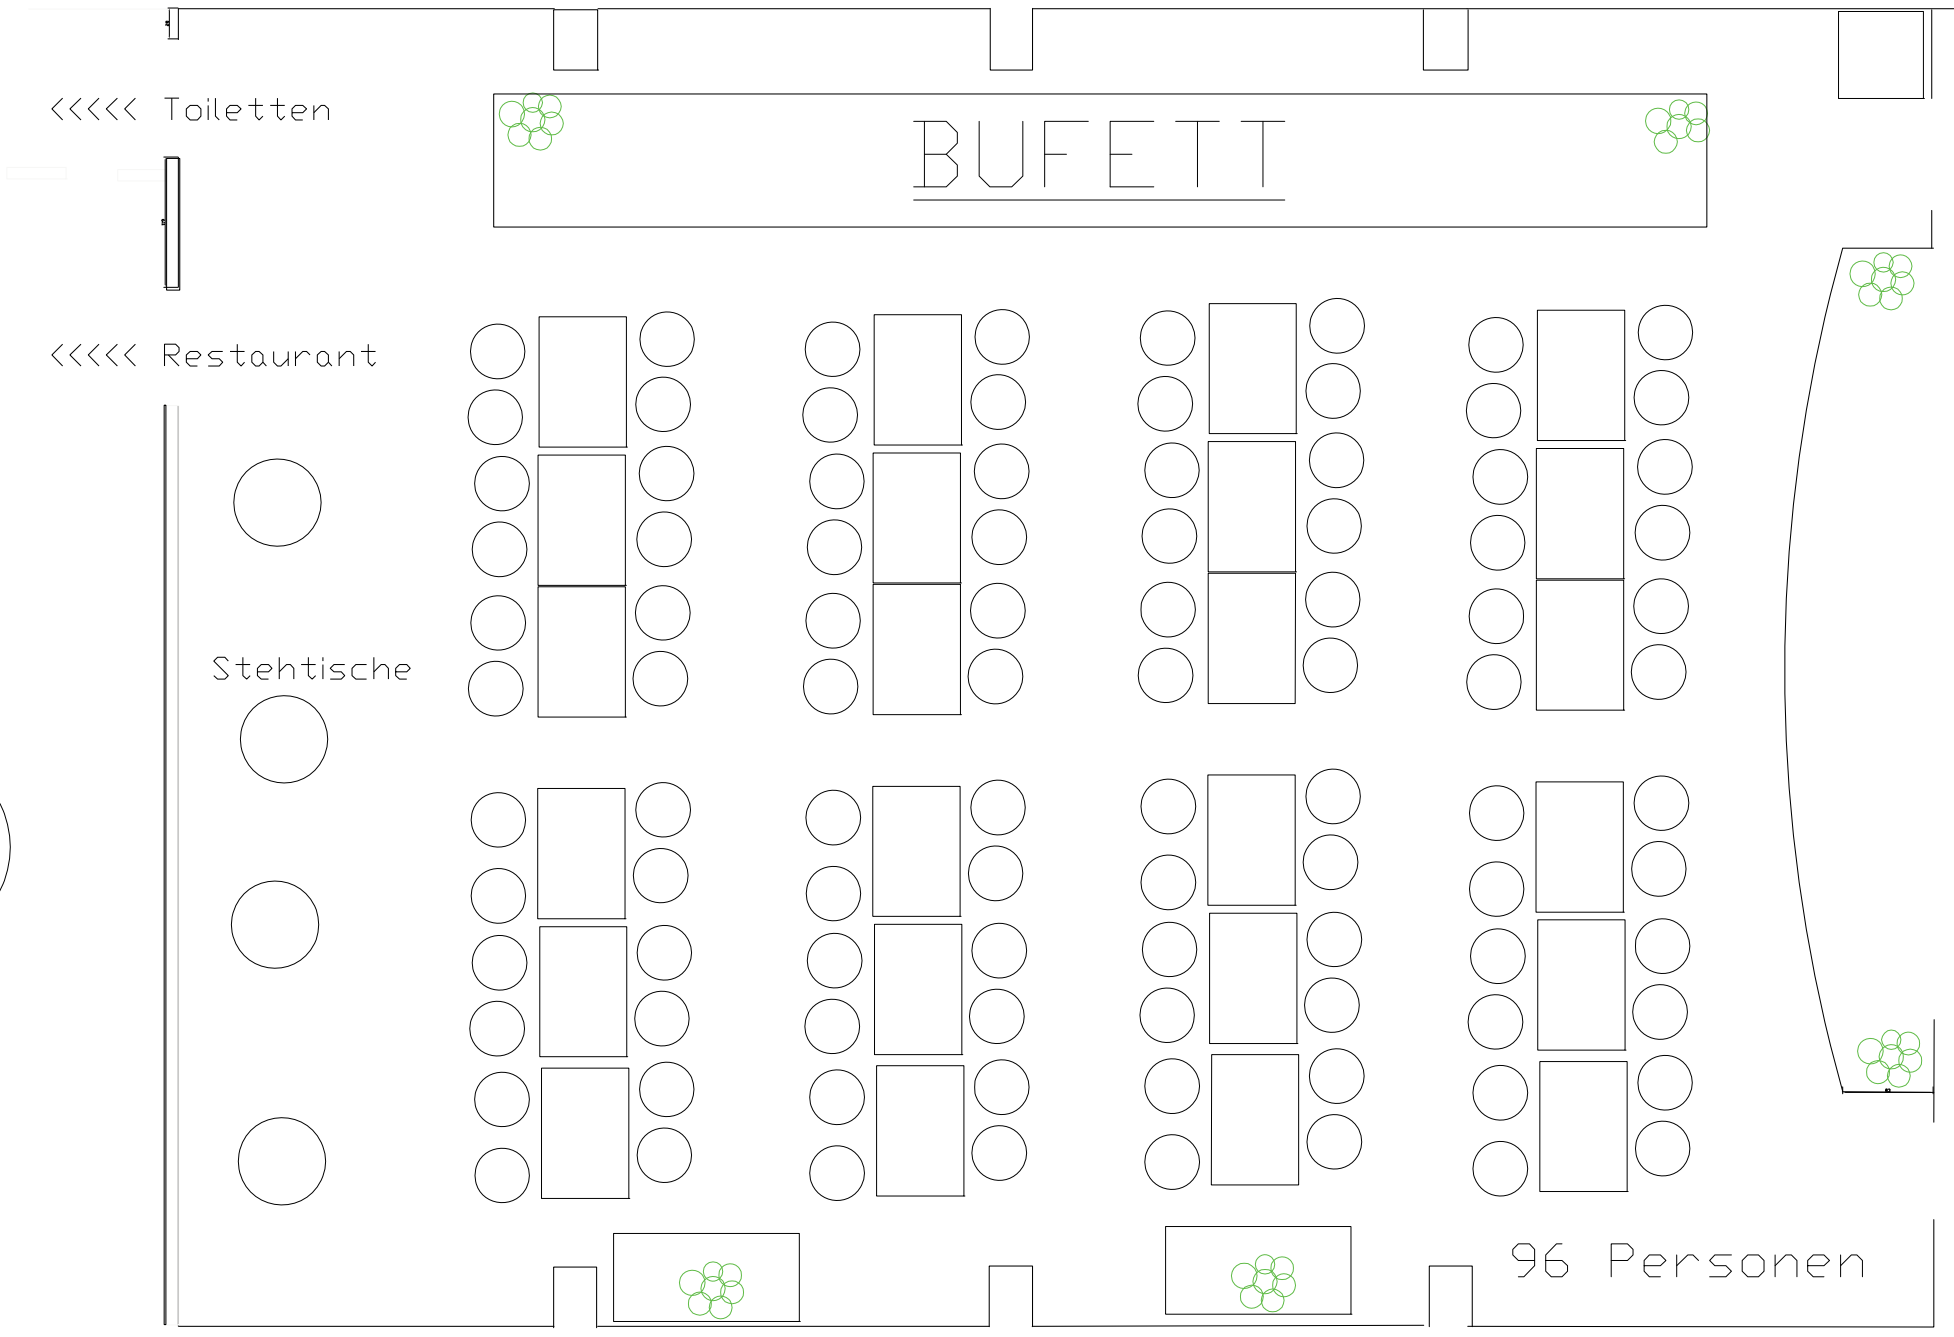 <<<<< Toiletten
BUFETT
<<<<< Restaurant
Stehtische
96 Personen